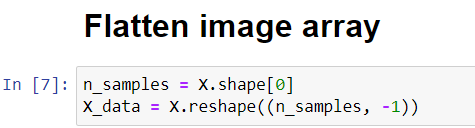 Flatten image array
In [7]: n_samples = X.shape[0]
X_data = X.reshape((n_samples, -1))